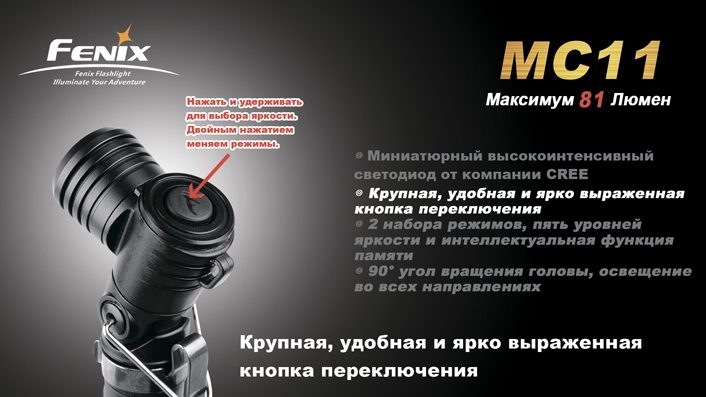 FENIX
Fenix Flashlight
Illuminate Your Adventure
MC11
Максимум 81 Люмен
Нажать и удерживать
для выбора яркости.
Двойным нажатием
меняем режимы.
Миниатюрный высокоинтенсивный
светодиод от компании CREE
Крупная, удобная и ярко выраженная
кнопка переключения
2 набора режимов, пять уровней
яркости и интеллектуальная функция
памяти
90° угол вращения головы, освещение
во всех направлениях
Крупная, удобная и ярко выраженная
кнопка переключения